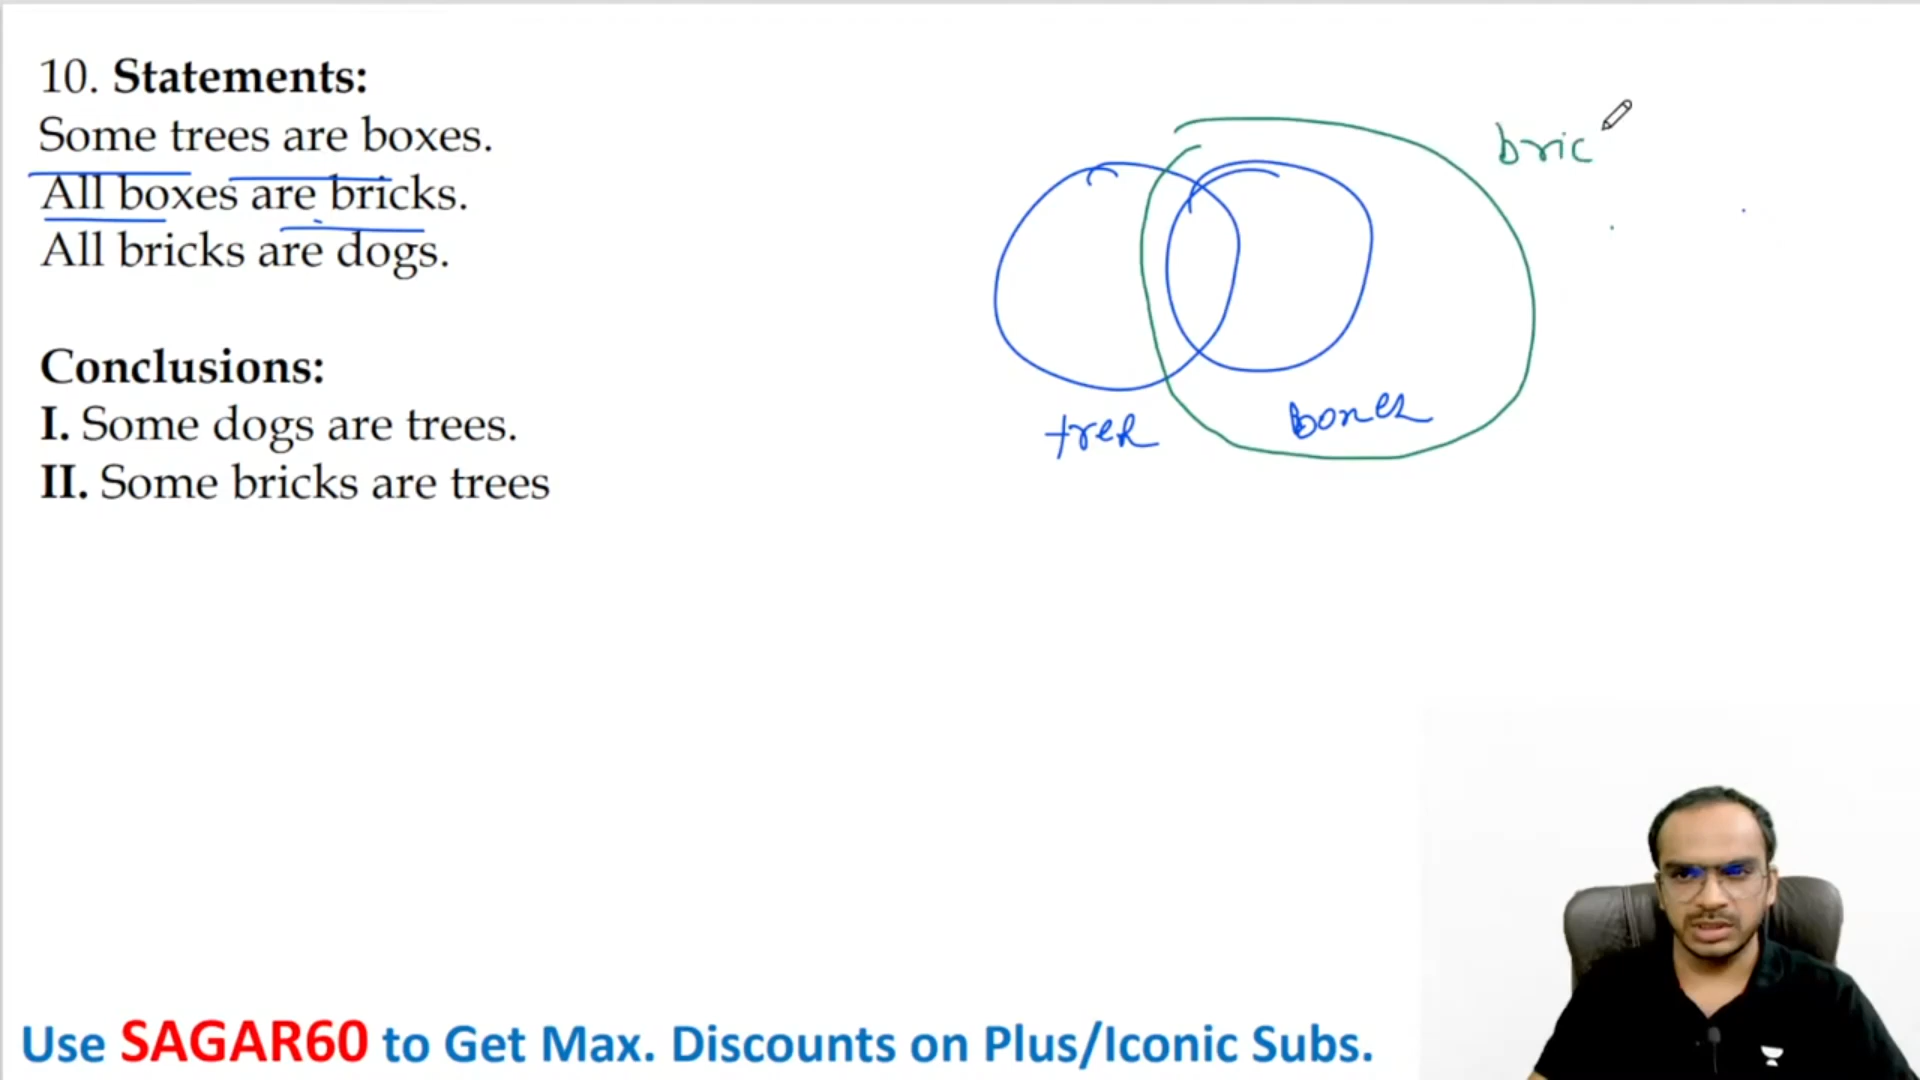 10. Statements:
Some trees are boxes.
All boxes are bricks.
All bricks are dogs.
Conclusions:
I. Some dogs are trees.
II. Some bricks are trees
bric
boxes
trees
Use SAGAR60 to Get Max. Discounts on Plus/Iconic Subs.